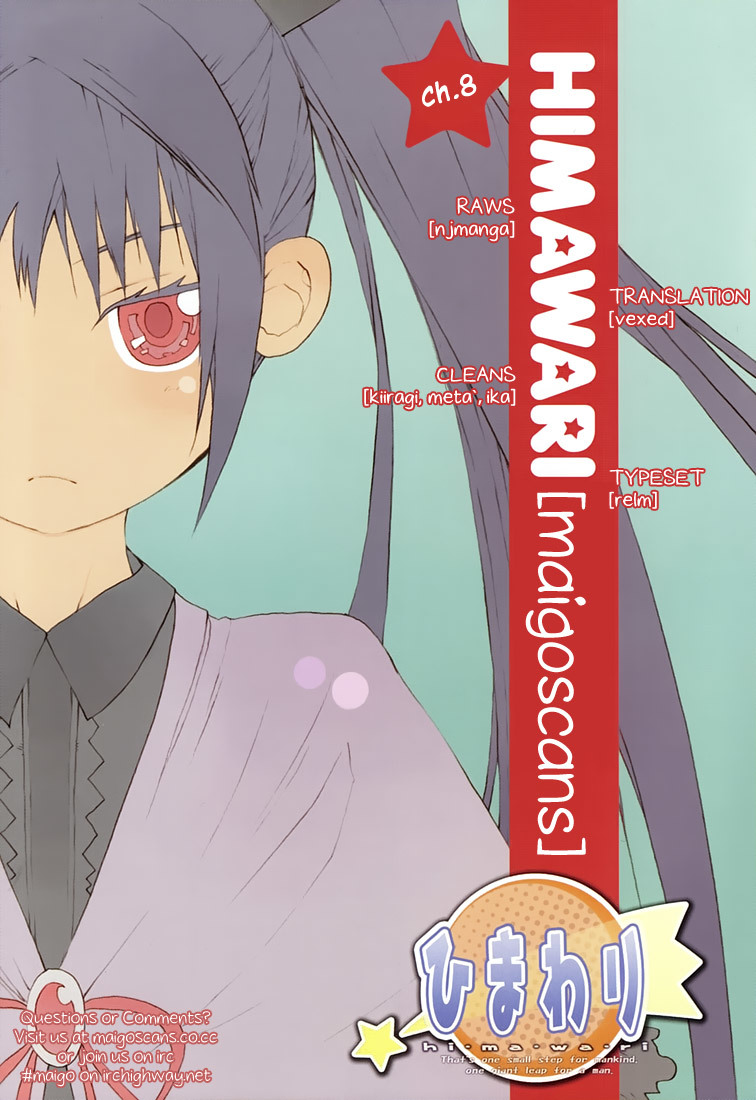 ch.8
HIMAWARI [maigoscans]
RAWS
[njmanga]
TRANSLATION
[vexed]
CLEANS
[kiiragi, meta`, ika]
TYPESET
[relm]
ひまわり
hi·ma·wa·ri
That's one small step for mankind,
one giant leap for a man.
Questions or Comments?
Visit us at maigoscans.co.cc
or join us on irc
#maigo on irchighway.net